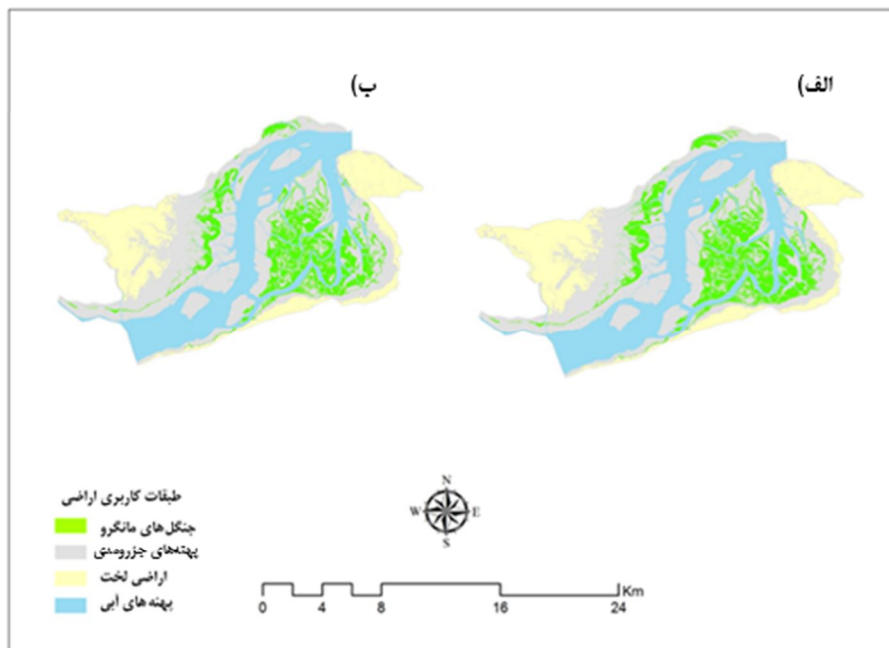 الف)
ب)
طبقات کاربری اراضی
جنگل‌های مانگرو
پهنه‌های جزرومدی
اراضی لخت
پهنه های آبی
N
W E
S
Km
0 4 8 16 24